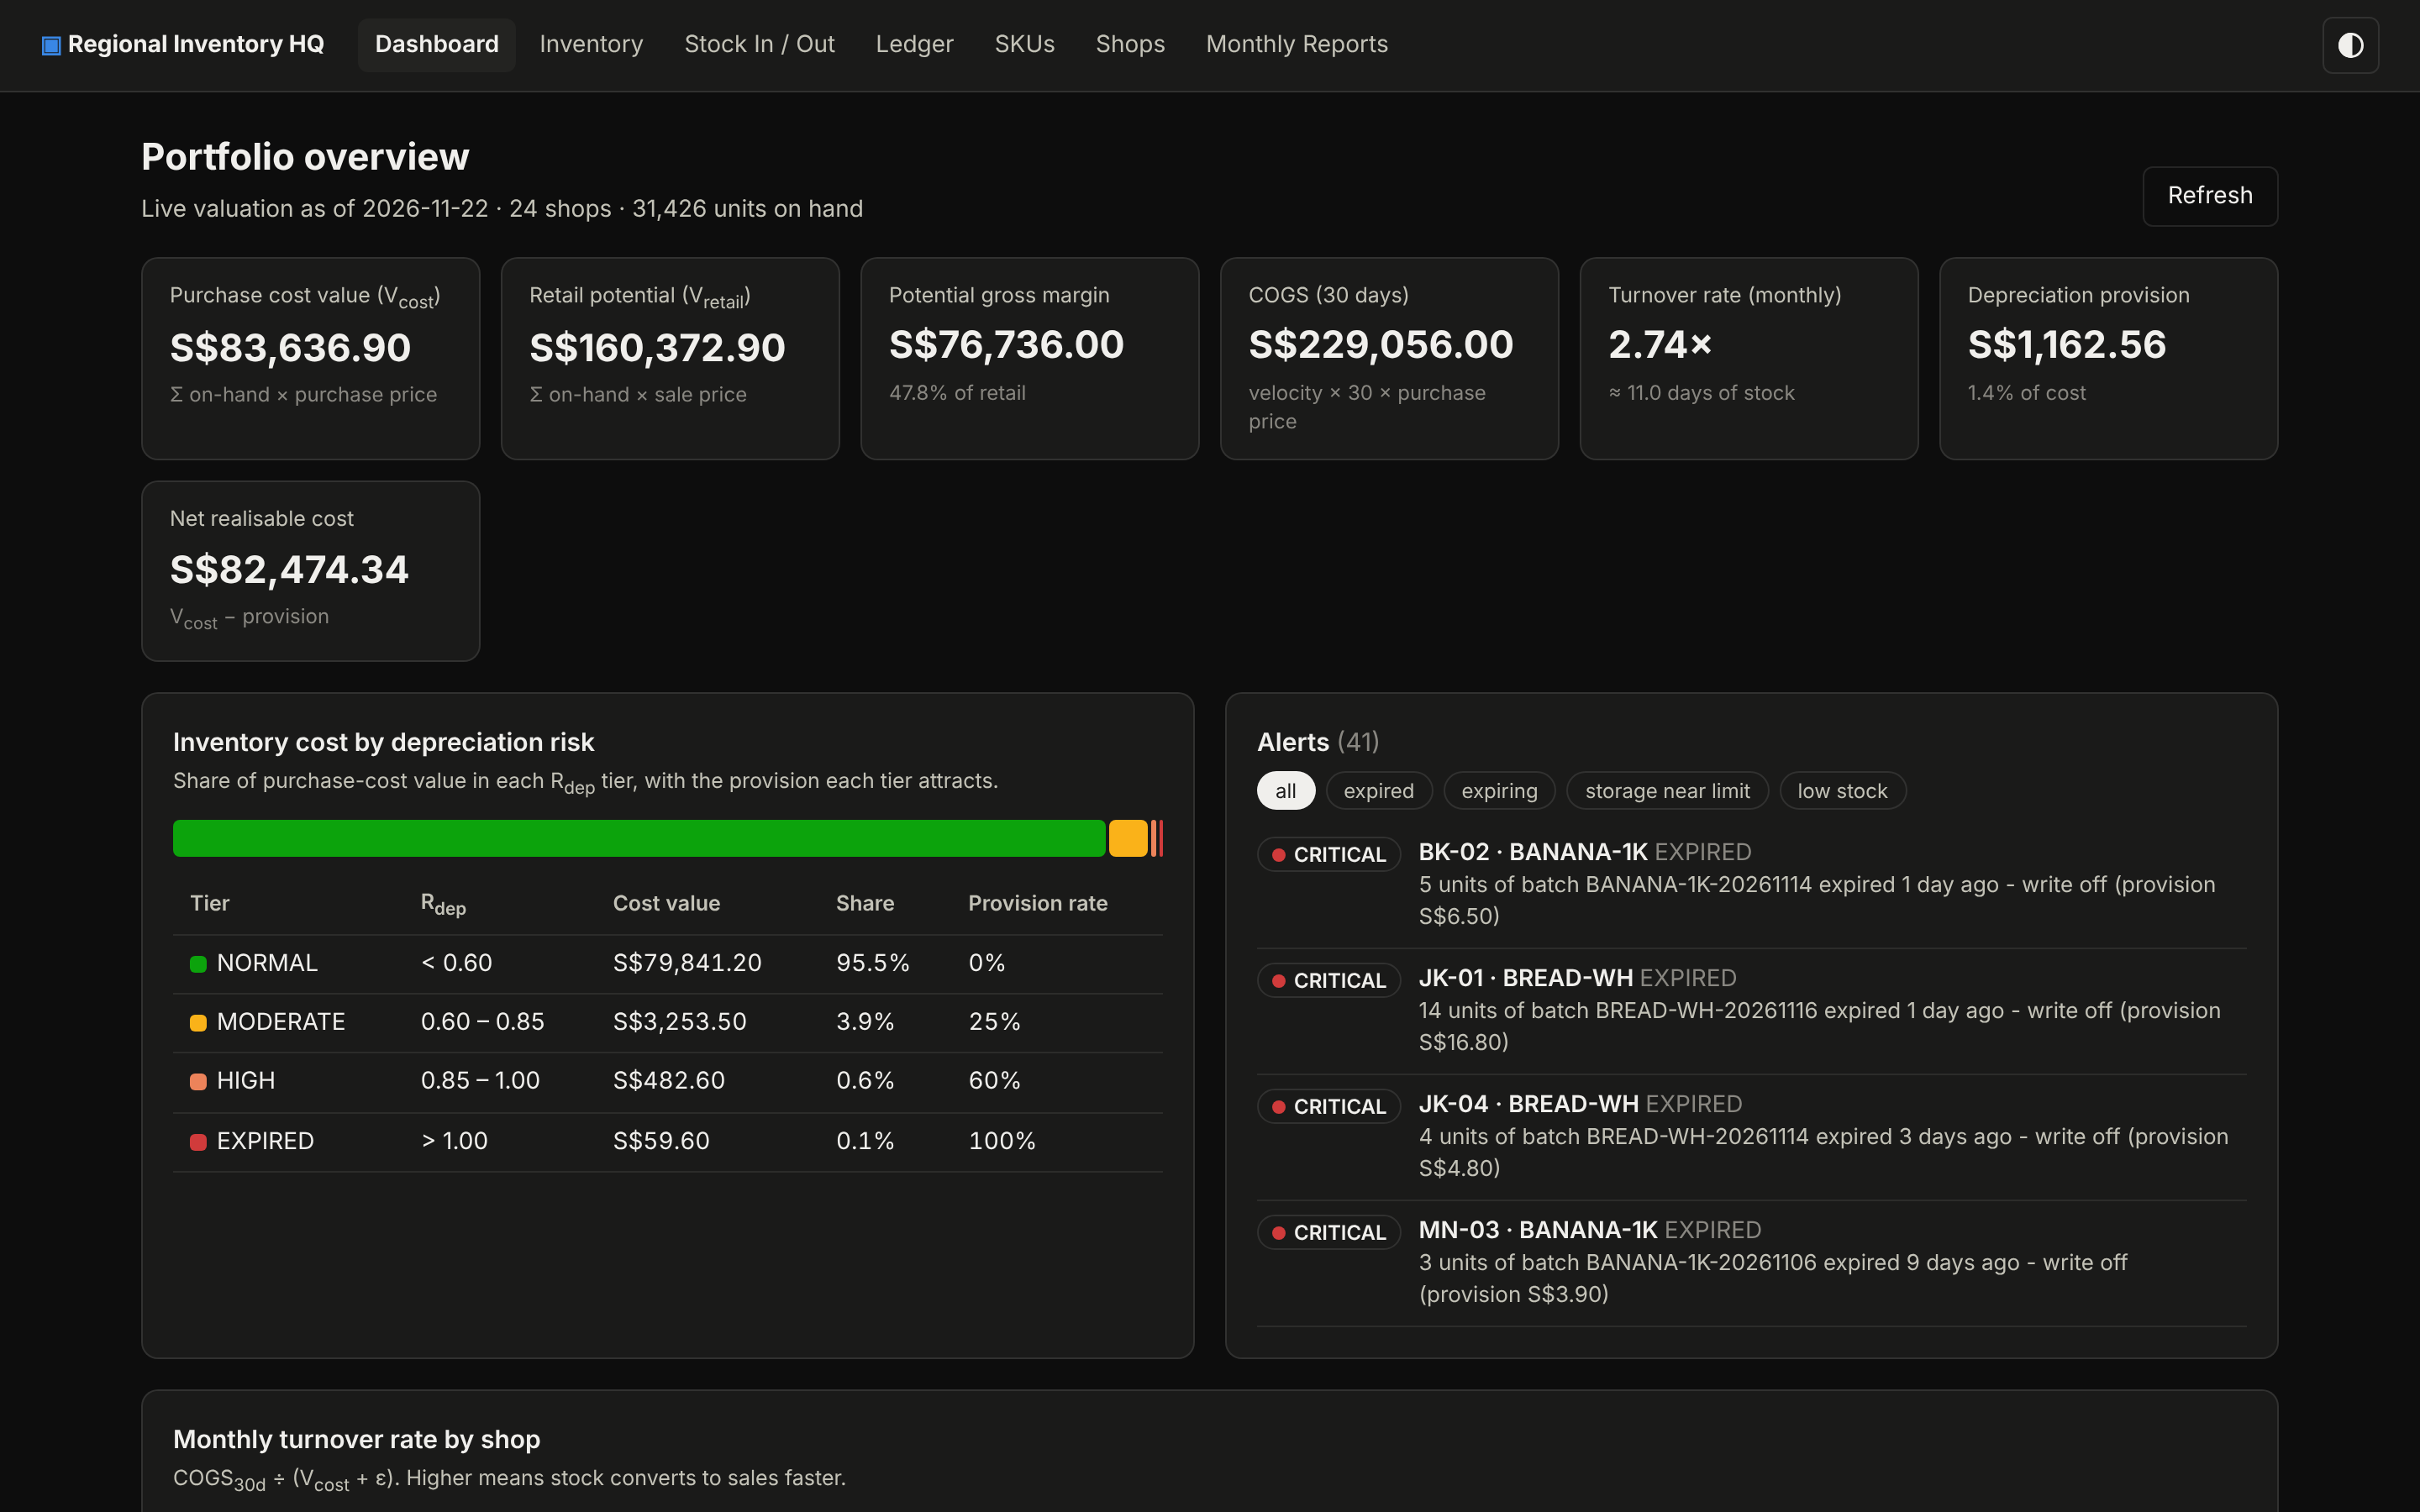 Regional Inventory HQ
Dashboard
Inventory
Stock In / Out
Ledger
SKUs
Shops
Monthly Reports
Portfolio overview
Live valuation as of 2026-11-22 · 24 shops · 31,426 units on hand
Refresh
Purchase cost value (Vcost)
S$83,636.90
Σ on-hand × purchase price
Retail potential (Vretail)
S$160,372.90
Σ on-hand × sale price
Potential gross margin
S$76,736.00
47.8% of retail
COGS (30 days)
S$229,056.00
velocity × 30 × purchase
price
Turnover rate (monthly)
2.74×
≈ 11.0 days of stock
Depreciation provision
S$1,162.56
1.4% of cost
Net realisable cost
S$82,474.34
Vcost − provision
Inventory cost by depreciation risk
Share of purchase-cost value in each Rdep tier, with the provision each tier attracts.
Tier Rdep Cost value Share Provision rate
NORMAL < 0.60 S$79,841.20 95.5% 0%
MODERATE 0.60 – 0.85 S$3,253.50 3.9% 25%
HIGH 0.85 – 1.00 S$482.60 0.6% 60%
EXPIRED > 1.00 S$59.60 0.1% 100%
Alerts (41)
all expired expiring storage near limit low stock
CRITICAL BK-02 · BANANA-1K EXPIRED
5 units of batch BANANA-1K-20261114 expired 1 day ago - write off (provision
S$6.50)
CRITICAL JK-01 · BREAD-WH EXPIRED
14 units of batch BREAD-WH-20261116 expired 1 day ago - write off (provision
S$16.80)
CRITICAL JK-04 · BREAD-WH EXPIRED
4 units of batch BREAD-WH-20261114 expired 3 days ago - write off (provision
S$4.80)
CRITICAL MN-03 · BANANA-1K EXPIRED
3 units of batch BANANA-1K-20261106 expired 9 days ago - write off
(provision S$3.90)
Monthly turnover rate by shop
COGS30d ÷ (Vcost + ε). Higher means stock converts to sales faster.